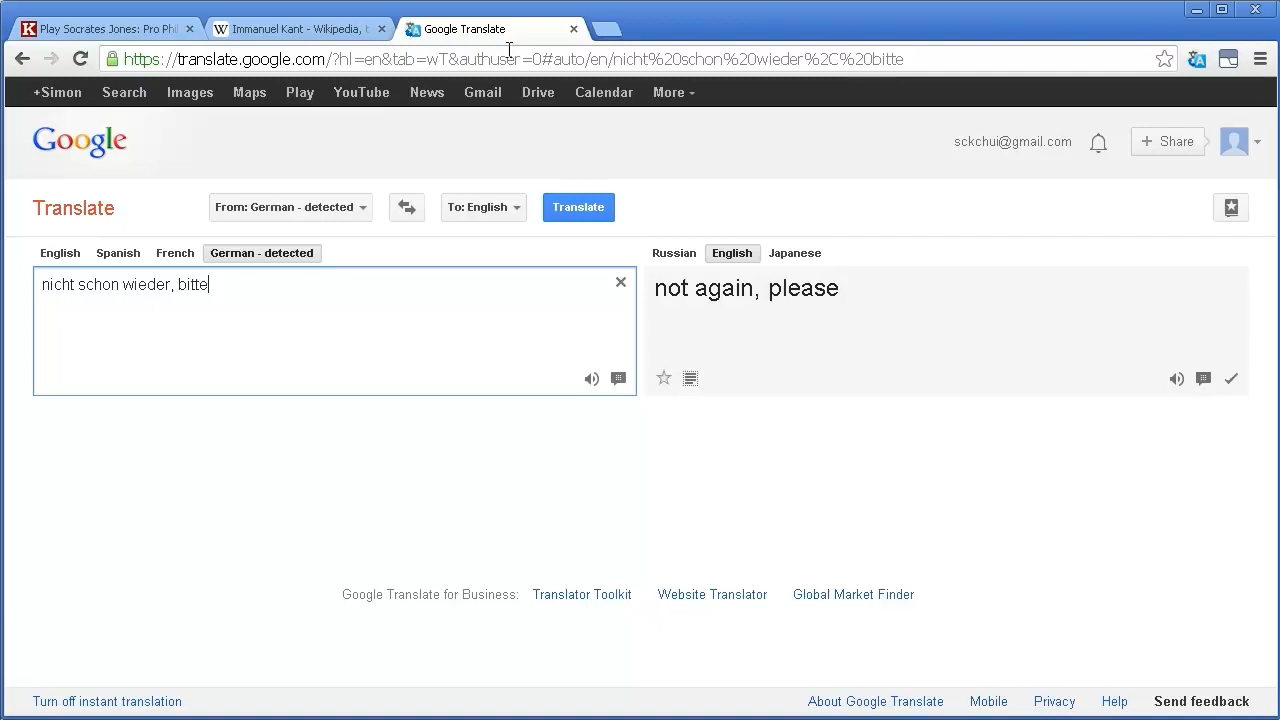 Play Socrates Jones: Pro Phil
Immanuel Kant - Wikipedia, t
Google Translate
https://translate.google.com/?hl=en&tab=wT&authuser=0#auto/en/nicht%20schon%20wieder%2C%20bitte
+Simon Search Images Maps Play YouTube News Gmail Drive Calendar More
Google
sckchui@gmail.com
+ Share
Translate
From: German - detected
To: English
Translate
English Spanish French German - detected
Russian English Japanese
nicht schon wieder, bitte
not again, please
Google Translate for Business: Translator Toolkit Website Translator Global Market Finder
Turn off instant translation
About Google Translate Mobile Privacy Help Send feedback